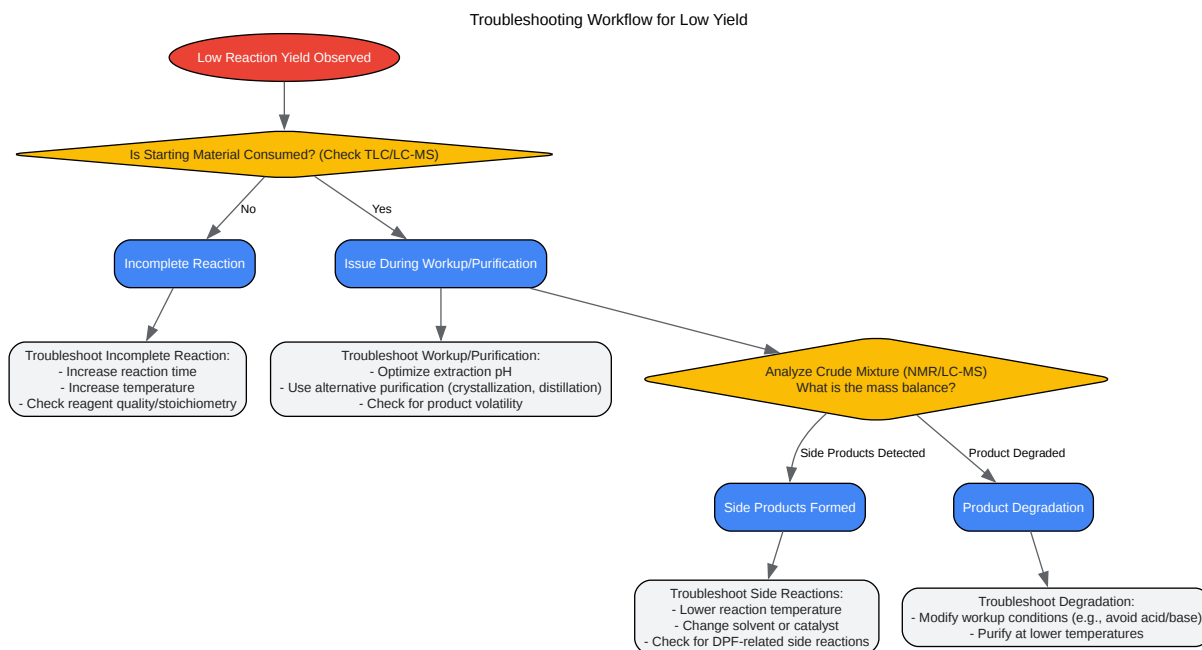 Troubleshooting Workflow for Low Yield
Low Reaction Yield Observed
Is Starting Material Consumed? (Check TLC/LC-MS)
No
Yes
Incomplete Reaction
Issue During Workup/Purification
Troubleshoot Incomplete Reaction:
- Increase reaction time
- Increase temperature
- Check reagent quality/stoichiometry
Troubleshoot Workup/Purification:
- Optimize extraction pH
- Use alternative purification (crystallization, distillation)
- Check for product volatility
Analyze Crude Mixture (NMR/LC-MS)
What is the mass balance?
Side Products Detected
Product Degraded
Side Products Formed
Product Degradation
Troubleshoot Side Reactions:
- Lower reaction temperature
- Change solvent or catalyst
- Check for DPF-related side reactions
Troubleshoot Degradation:
- Modify workup conditions (e.g., avoid acid/base)
- Purify at lower temperatures